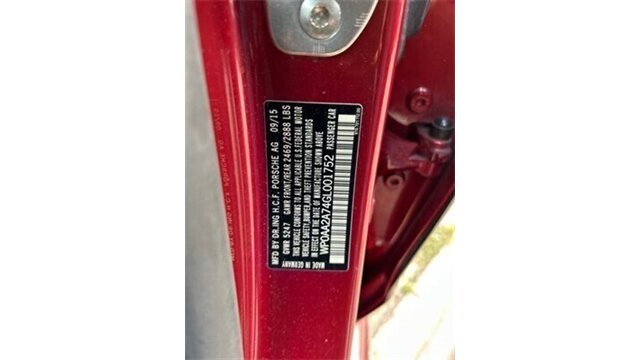 MFD BY DR.ING H.C.F. PORSCHE AG 09/15
GVWR 5247 GAWR FRONT/REAR 2469/2888 LBS
THIS VEHICLE CONFORMS TO ALL APPLICABLE U.S FEDERAL MOTOR
VEHICLE SAFETY, BUMPER, AND THEFT PREVENTION STANDARDS
IN EFFECT ON THE DATE OF MANUFACTURE SHOWN ABOVE
WP0AA2A74GL001752 PASSENGER CAR
MADE IN GERMANY